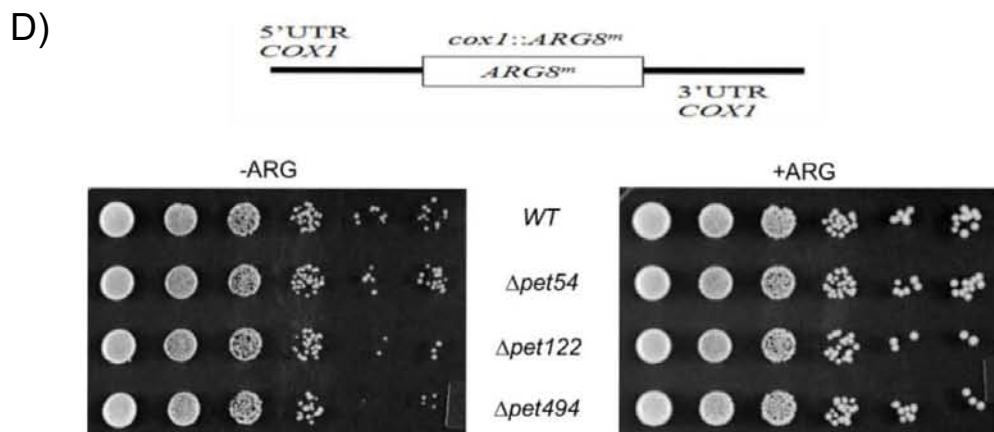 D)
5'UTR
COX1
cox1::ARG8ᵐ
ARG8ᵐ
3'UTR
COX1
-ARG
+ARG
WT
Δpet54
Δpet122
Δpet494